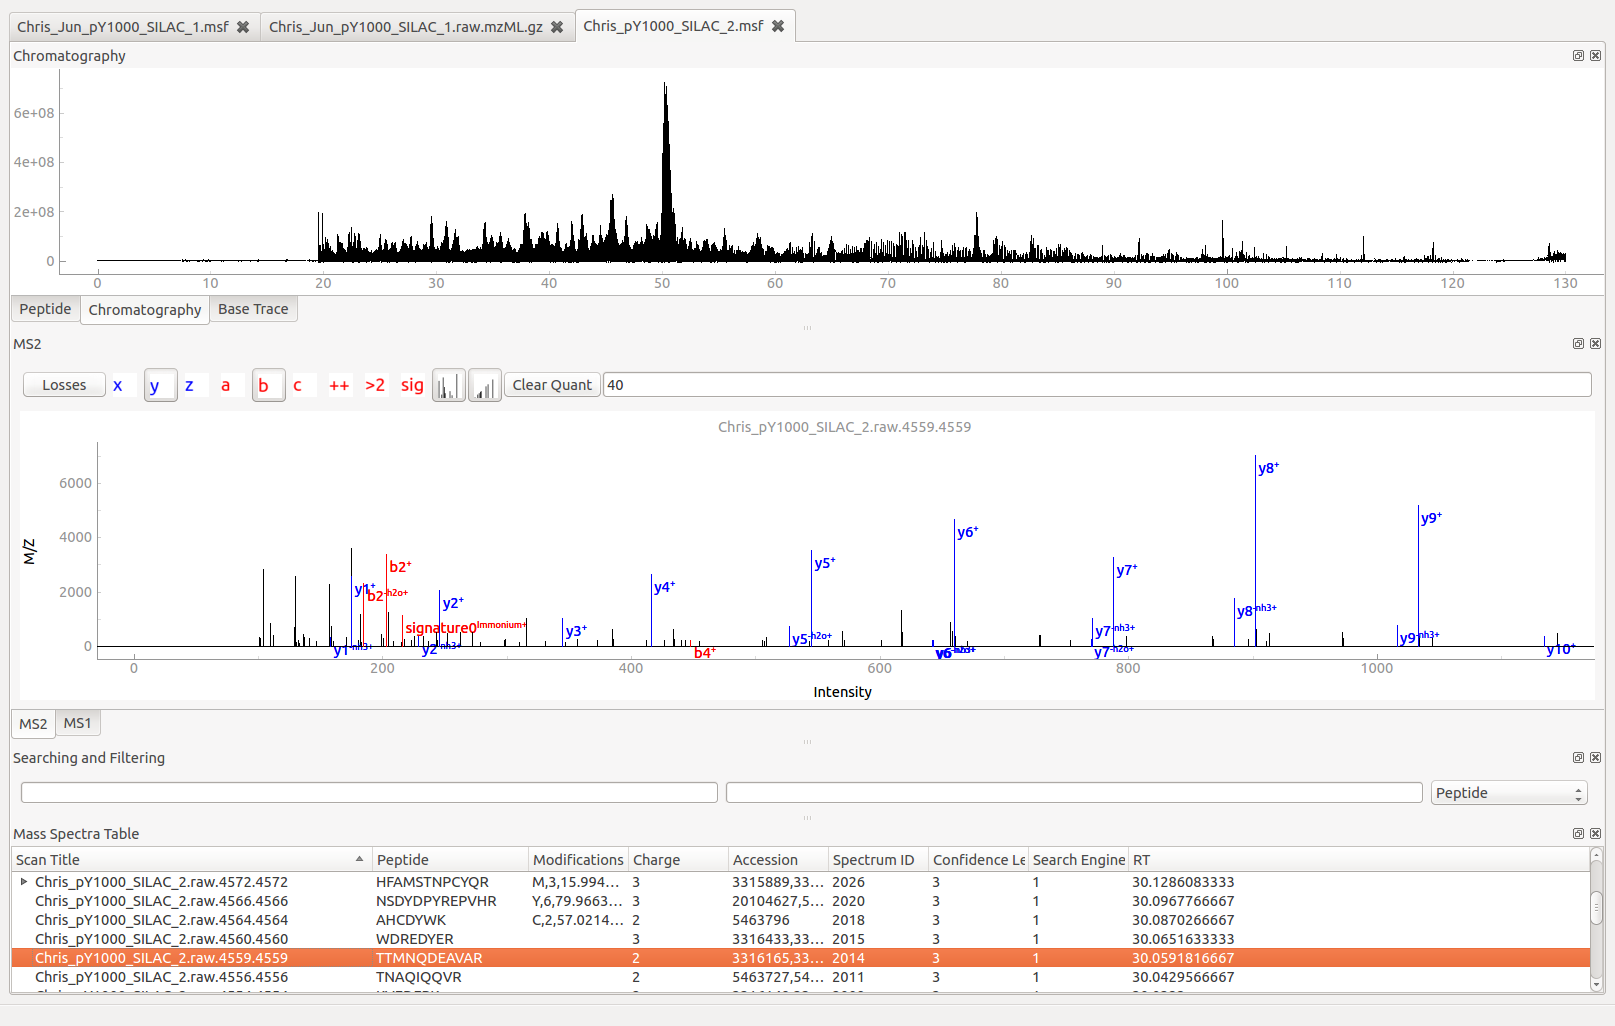 Chris_Jun_pY1000_SILAC_1.msf Chris_Jun_pY1000_SILAC_1.raw.mzML.gz Chris_pY1000_SILAC_2.msf
Chromatography
6e+08
4e+08
2e+08
0
0 10 20 30 40 50 60 70 80 90 100 110 120 130
Peptide Chromatography Base Trace
MS2
Losses x y z a b c ++ >2 sig Clear Quant 40
Chris_pY1000_SILAC_2.raw.4559.4559
M/Z
6000
4000
2000
0
y8+
y9+
y6+
y5+
b2+
y7+
y4+
y1+
b2-h2o+
y2+
y8-nh3+
signature0Immonium+
y3+
y7-nh3+
y5-h2o+
y9-nh3+
y1-nh3+
y2-nh3+
b4+
y7-h2o+
y10+
0 200 400 600 800 1000
Intensity
MS2 MS1
Searching and Filtering
Peptide
Mass Spectra Table
Scan Title Peptide Modifications Charge Accession Spectrum ID Confidence Le Search Engine RT
Chris_pY1000_SILAC_2.raw.4572.4572 HFAMSTNPCYQR M,3,15.994... 3 3315889,33... 2026 3 1 30.1286083333
Chris_pY1000_SILAC_2.raw.4566.4566 NSDYDPYREPVHR Y,6,79.9663... 3 20104627,5... 2020 3 1 30.0967766667
Chris_pY1000_SILAC_2.raw.4564.4564 AHCDYWK C,2,57.0214... 2 5463796 2018 3 1 30.0870266667
Chris_pY1000_SILAC_2.raw.4560.4560 WDREDYER 3 3316433,33... 2015 3 1 30.0651633333
Chris_pY1000_SILAC_2.raw.4559.4559 TTMNQDEAVAR 2 3316165,33... 2014 3 1 30.0591816667
Chris_pY1000_SILAC_2.raw.4556.4556 TNAQIQQVR 2 5463727,54... 2011 3 1 30.0429566667